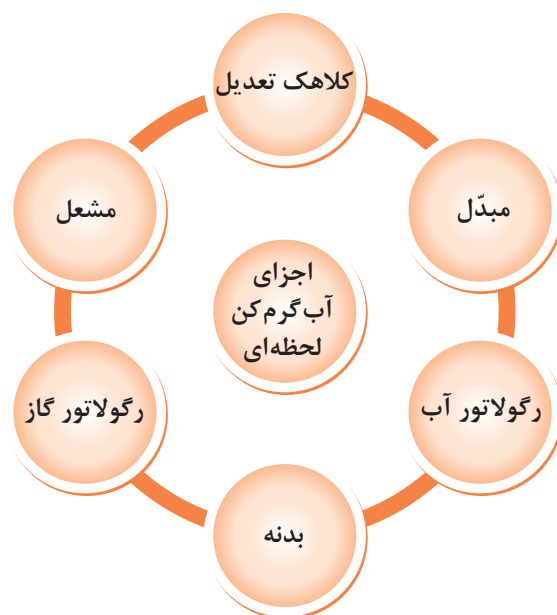 کلاهک تعدیل
مبدّل
مشعل
اجزای
آب‌گرم‌کن
لحظه‌ای
رگولاتور آب
رگولاتور گاز
بدنه